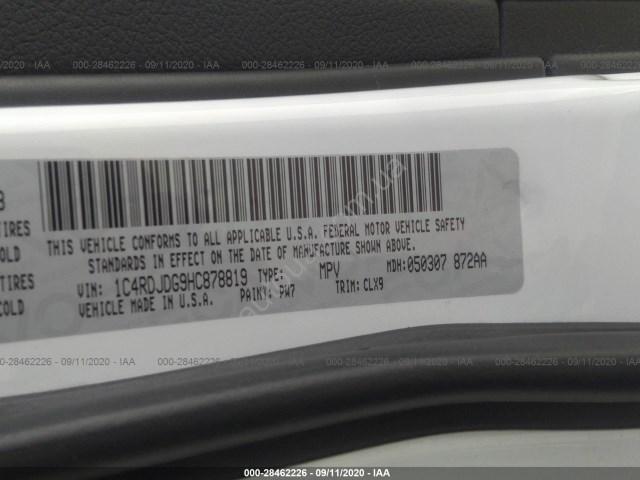 000-28462226 - 09/11/2020 - IAA
000-28462226 - 09/11/2020 - IAA
TIRES
COLD
TIRES
COLD
THIS VEHICLE CONFORMS TO ALL APPLICABLE U.S.A. FEDERAL MOTOR VEHICLE SAFETY
STANDARDS IN EFFECT ON THE DATE OF MANUFACTURE SHOWN ABOVE.
VIN: 1C4RDJDG9HC878819 TYPE: MPV MDH: 050307 872AA
VEHICLE MADE IN U.S.A. PAINT: PW7 TRIM: CLX9
000-28462226 - 09/11/2020 - IAA
000-28462226 - 09/11/2020 - IAA
000-28462226 - 09/11/2020 - IAA